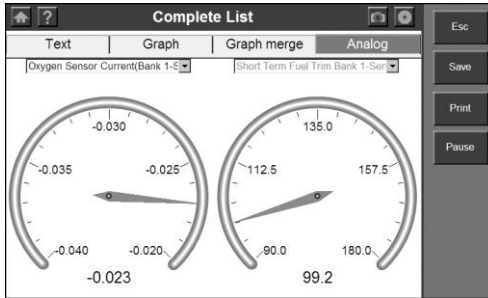 Complete List
Esc
Text Graph Graph merge Analog
Oxygen Sensor Current(Bank 1-S
Short Term Fuel Trim Bank 1-Ser
Save
-0.030
135.0
Print
-0.035
-0.025
112.5
157.5
Pause
-0.040
-0.020
90.0
180.0
-0.023
99.2